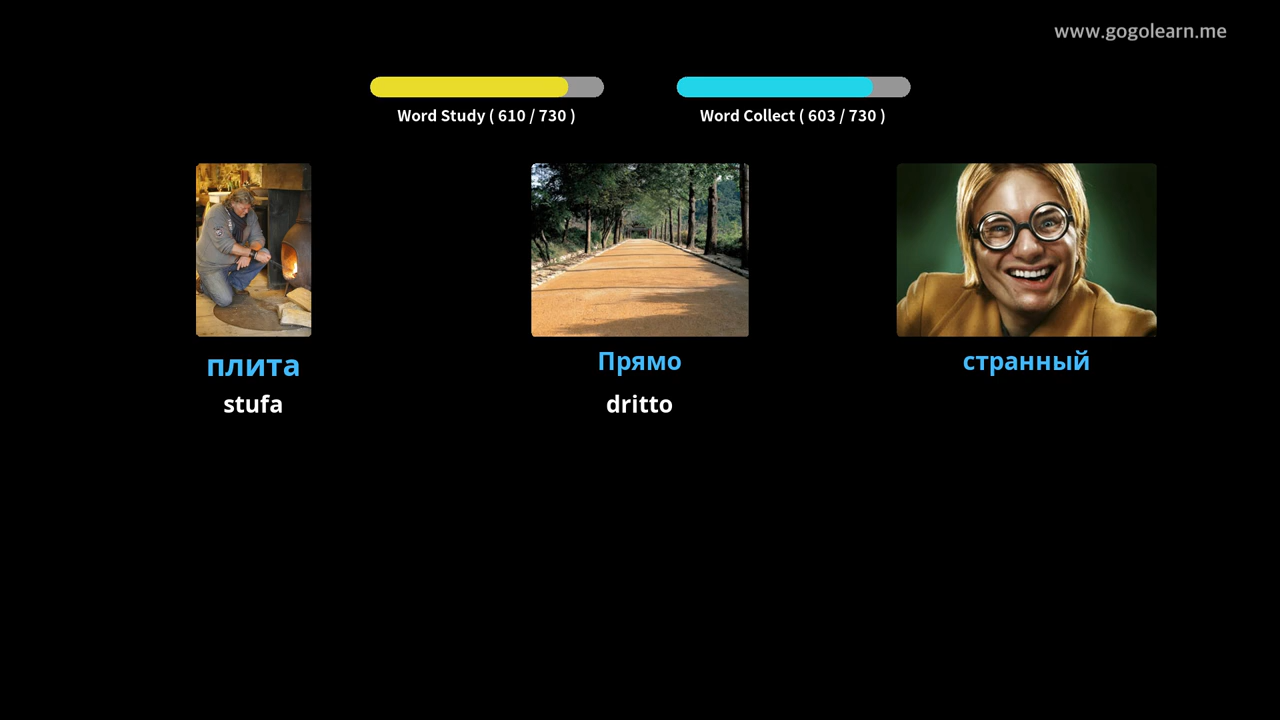 www.gogolearn.me
Word Study ( 610 / 730 )
Word Collect ( 603 / 730 )
плита
Прямо
странный
stufa
dritto